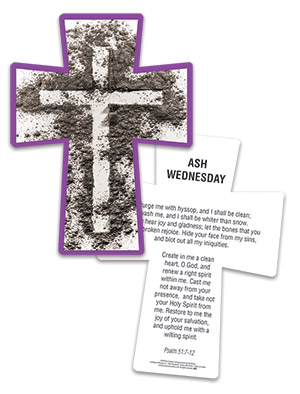 ASH
WEDNESDAY
urge me with hyssop, and I shall be clean;
wash me, and I shall be whiter than snow.
hear joy and gladness; let the bones that you
broken rejoice. Hide your face from my sins,
and blot out all my iniquities.
Create in me a clean
heart, O God, and
renew a right spirit
within me. Cast me
not away from your
presence, and take not
your Holy Spirit from
me. Restore to me the
joy of your salvation,
and uphold me with a
willing spirit.
Psalm 51:7-12